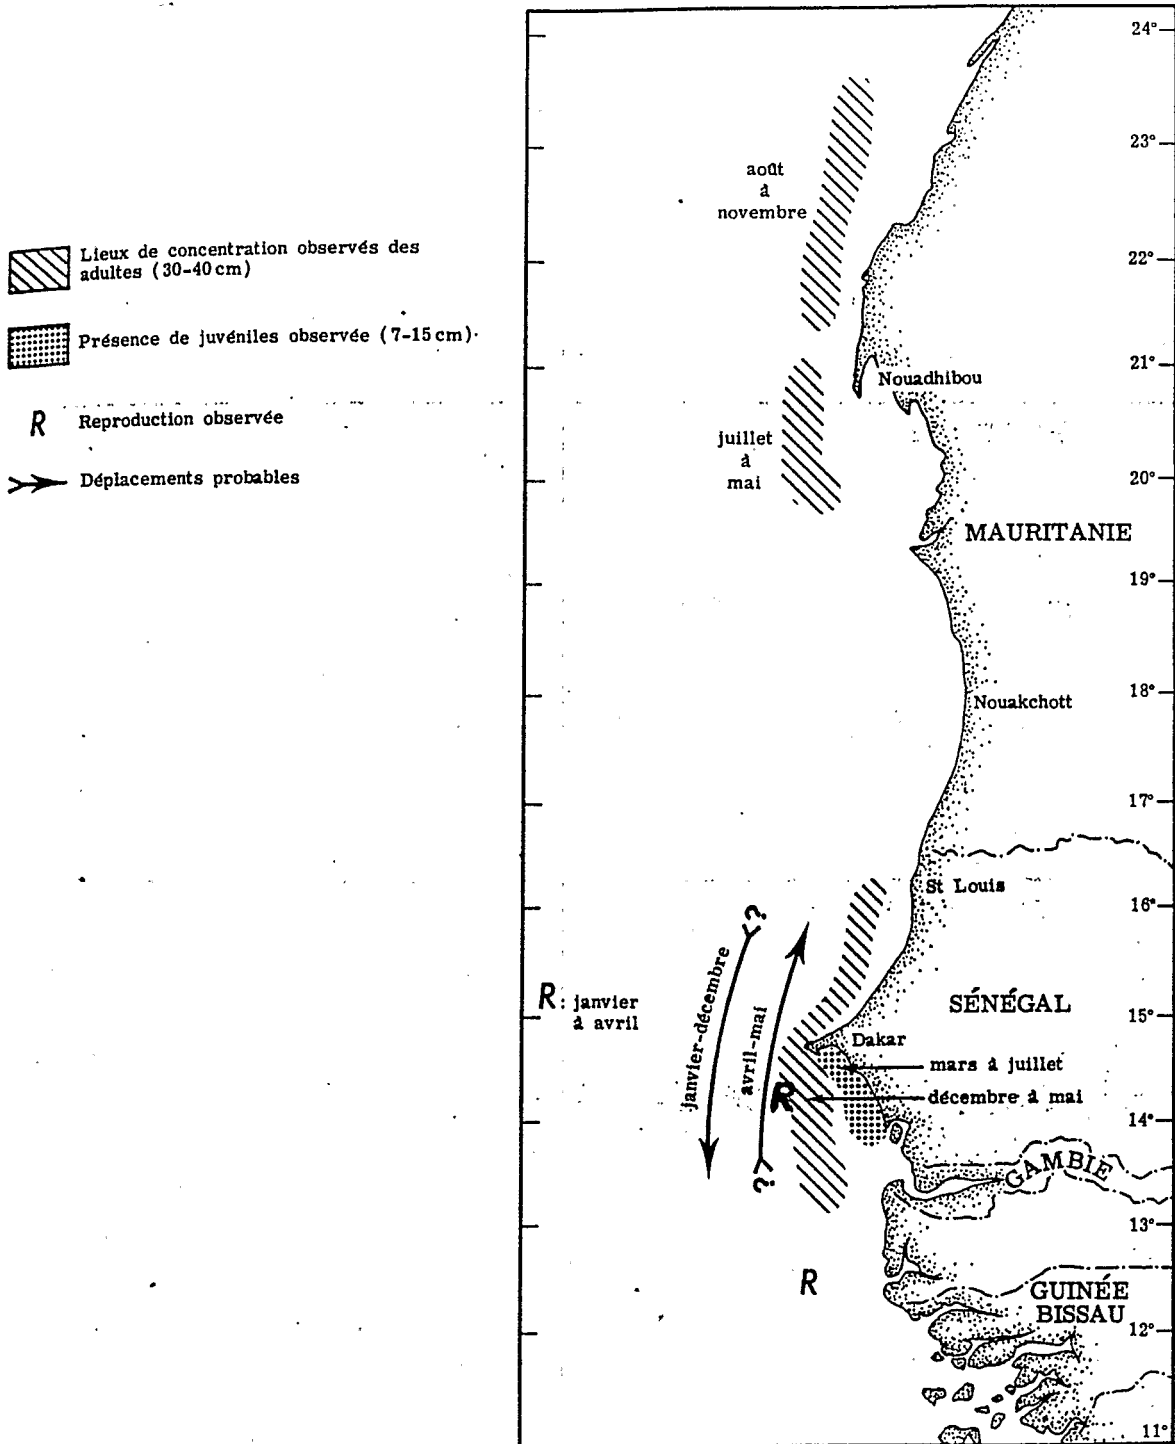 Lieux de concentration observés des
adultes (30-40 cm)
Présence de juvéniles observée (7-15 cm).
R Reproduction observée
Déplacements probables
24°
23°
août
à
novembre
22°
21°
Nouadhibou
juillet
à
mai
20°
MAURITANIE
19°
18°
Nouakchott
17°
St Louis
16°
?
janvier-décembre
avril-mai
R : janvier
à avril
SÉNÉGAL
15°
Dakar
mars à juillet
R
décembre à mai
14°
?
GAMBIE
13°
R
GUINÉE
BISSAU
12°
11°